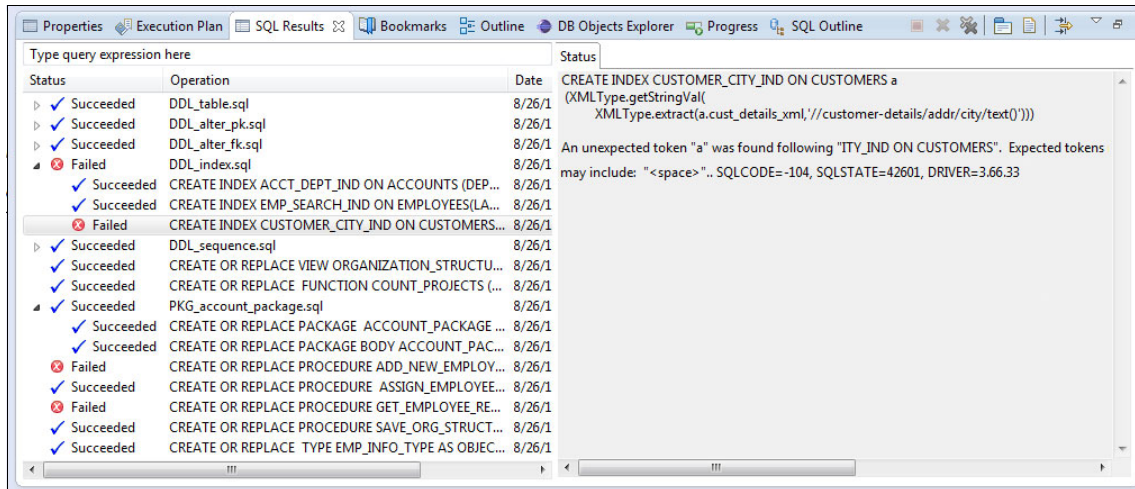 Properties Execution Plan SQL Results Bookmarks Outline DB Objects Explorer Progress SQL Outline
Type query expression here
Status Operation Date
Succeeded DDL_table.sql 8/26/1
Succeeded DDL_alter_pk.sql 8/26/1
Succeeded DDL_alter_fk.sql 8/26/1
Failed DDL_index.sql 8/26/1
Succeeded CREATE INDEX ACCT_DEPT_IND ON ACCOUNTS (DEP... 8/26/1
Succeeded CREATE INDEX EMP_SEARCH_IND ON EMPLOYEES(LA... 8/26/1
Failed CREATE INDEX CUSTOMER_CITY_IND ON CUSTOMERS... 8/26/1
Succeeded DDL_sequence.sql 8/26/1
Succeeded CREATE OR REPLACE VIEW ORGANIZATION_STRUCTU... 8/26/1
Succeeded CREATE OR REPLACE FUNCTION COUNT_PROJECTS (... 8/26/1
Succeeded PKG_account_package.sql 8/26/1
Succeeded CREATE OR REPLACE PACKAGE ACCOUNT_PACKAGE ... 8/26/1
Succeeded CREATE OR REPLACE PACKAGE BODY ACCOUNT_PAC... 8/26/1
Failed CREATE OR REPLACE PROCEDURE ADD_NEW_EMPLOY... 8/26/1
Succeeded CREATE OR REPLACE PROCEDURE ASSIGN_EMPLOYEE... 8/26/1
Failed CREATE OR REPLACE PROCEDURE GET_EMPLOYEE_RE... 8/26/1
Succeeded CREATE OR REPLACE PROCEDURE SAVE_ORG_STRUCT... 8/26/1
Succeeded CREATE OR REPLACE TYPE EMP_INFO_TYPE AS OBJEC... 8/26/1
Status
CREATE INDEX CUSTOMER_CITY_IND ON CUSTOMERS a
(XMLType.getStringVal(
XMLType.extract(a.cust_details_xml,'//customer-details/addr/city/text()')))
An unexpected token "a" was found following "ITY_IND ON CUSTOMERS". Expected tokens
may include: "<space>".. SQLCODE=-104, SQLSTATE=42601, DRIVER=3.66.33